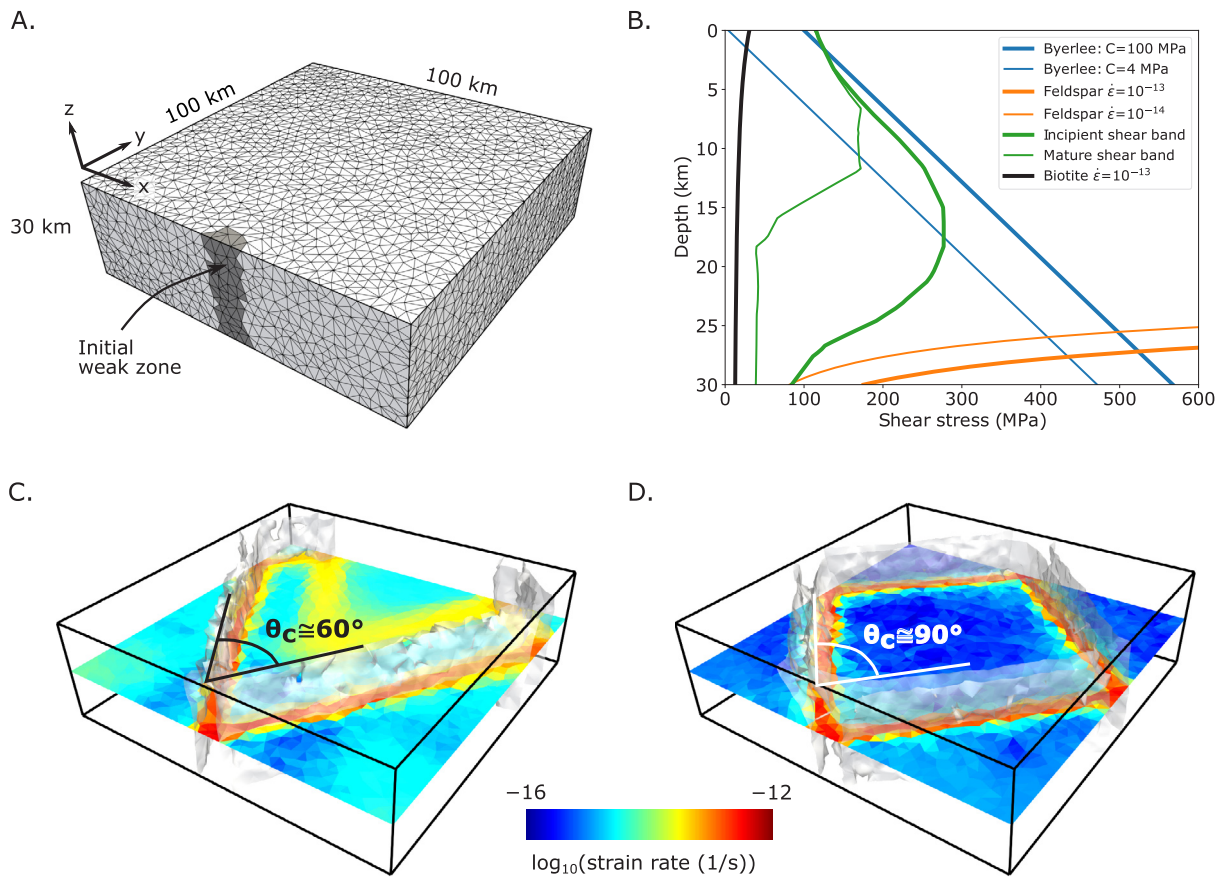 A.
100 km
100 km
z
y
x
30 km
Initial
weak zone
B.
0
5
10
15
20
25
30
Depth (km)
0
100
200
300
400
500
600
Shear stress (MPa)
Byerlee: C=100 MPa
Byerlee: C=4 MPa
Feldspar ε̇=10⁻¹³
Feldspar ε̇=10⁻¹⁴
Incipient shear band
Mature shear band
Biotite ε̇=10⁻¹³
C.
θc≅60°
D.
θc≅90°
−16
−12
log₁₀(strain rate (1/s))